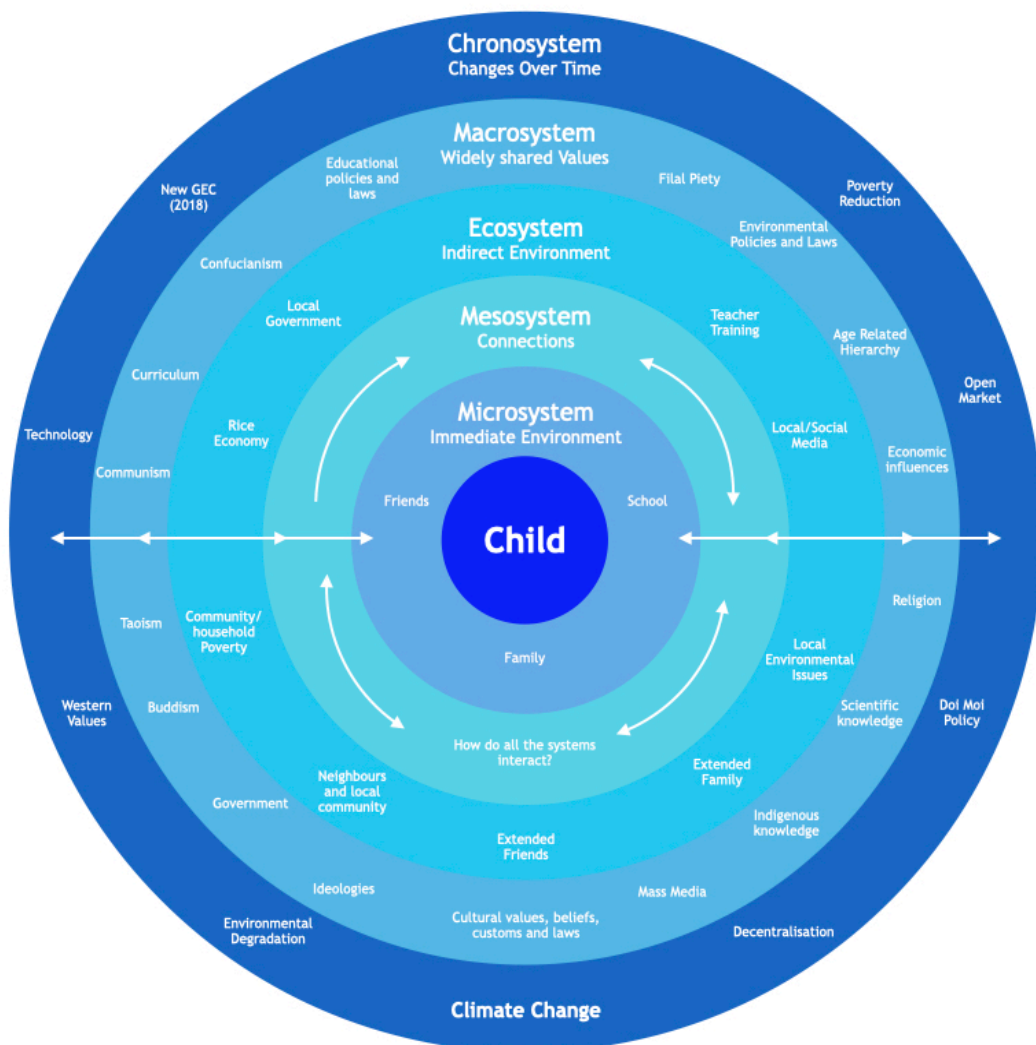 Chronosystem
Changes Over Time
Macrosystem
Widely shared Values
Educational
policies and
laws
Filal Piety
New GEC
(2018)
Poverty
Reduction
Ecosystem
Indirect Environment
Environmental
Policies and Laws
Confucianism
Local
Government
Mesosystem
Connections
Teacher
Training
Age Related
Hierarchy
Curriculum
Open
Market
Microsystem
Immediate Environment
Technology
Rice
Economy
Local/Social
Media
Communism
Economic
influences
Friends
School
Child
Religion
Taoism
Community/
household
Poverty
Family
Local
Environmental
Issues
Western
Values
Buddism
Scientific
knowledge
Doi Moi
Policy
How do all the systems
interact?
Neighbours
and local
community
Extended
Family
Government
Indigenous
knowledge
Extended
Friends
Ideologies
Mass Media
Environmental
Degradation
Cultural values, beliefs,
customs and laws
Decentralisation
Climate Change